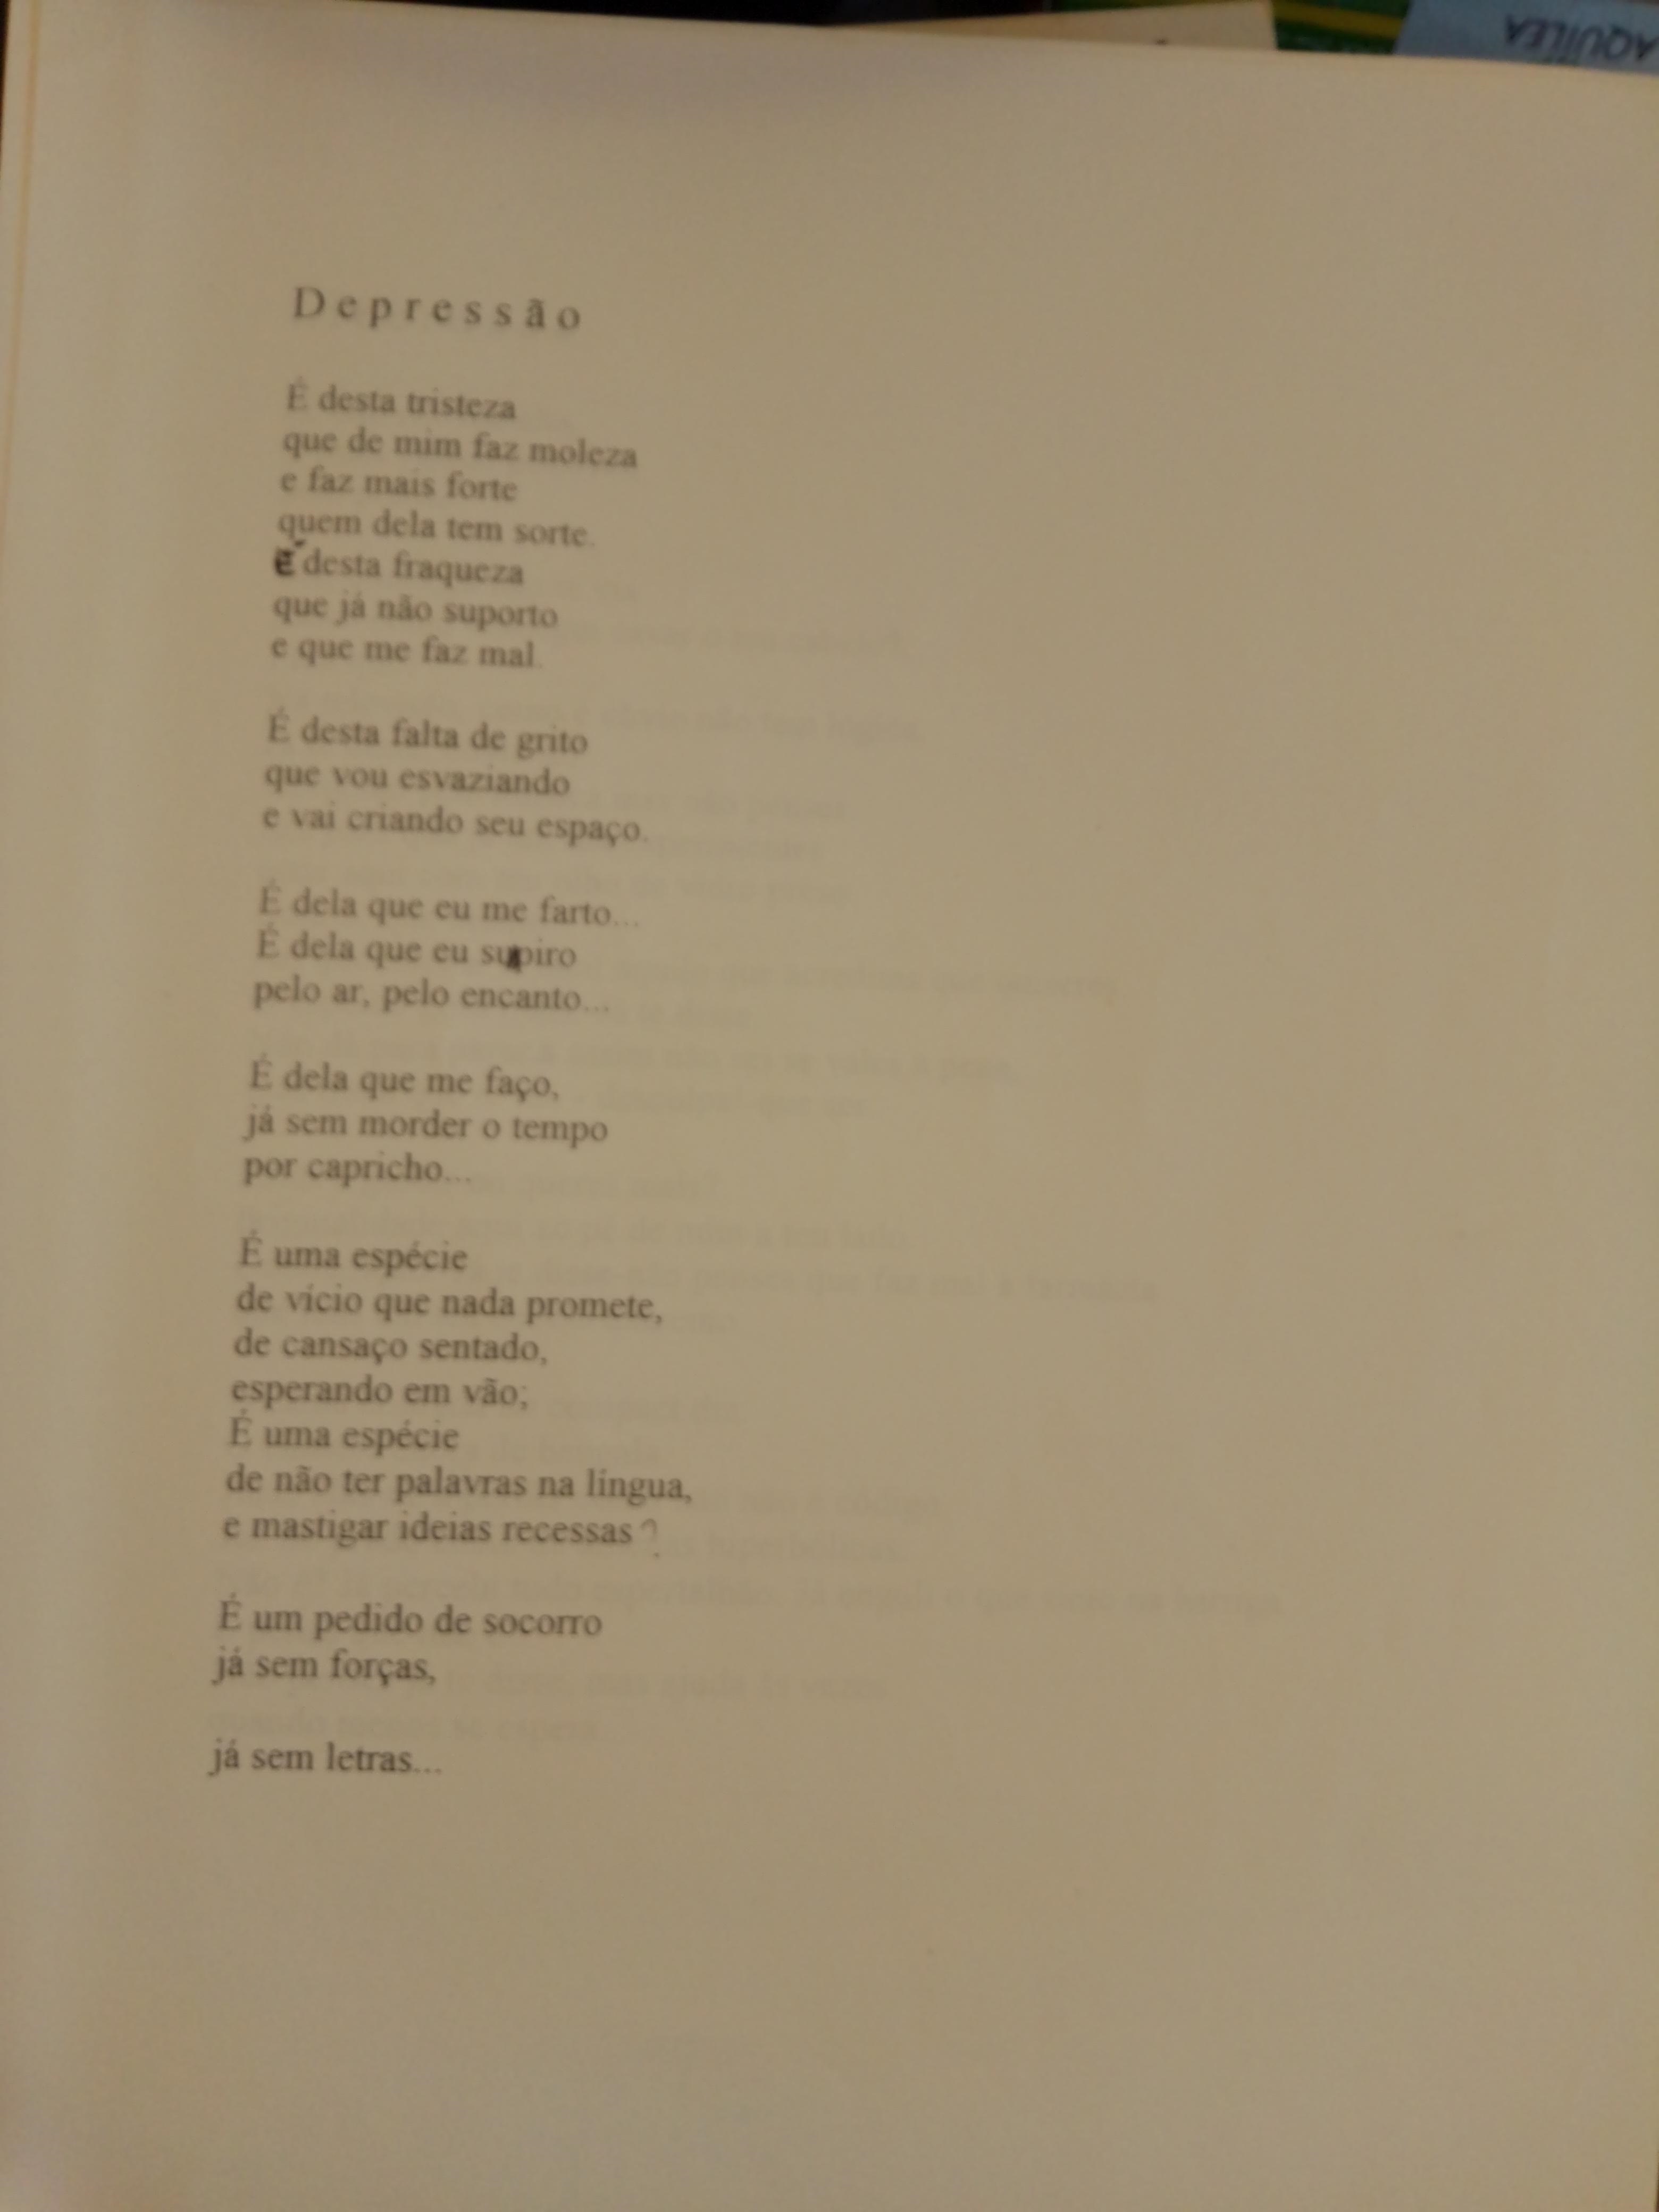 AQUÍLEA
Depressão
É desta tristeza
que de mim faz moleza
e faz mais forte
quem dela tem sorte.
É desta fraqueza
que já não suporto
e que me faz mal.
É desta falta de grito
que vou esvaziando
e vai criando seu espaço.
É dela que eu me farto...
É dela que eu supiro
pelo ar, pelo encanto...
É dela que me faço,
já sem morder o tempo
por capricho...
É uma espécie
de vício que nada promete,
de cansaço sentado,
esperando em vão;
É uma espécie
de não ter palavras na língua,
e mastigar ideias recessas?
É um pedido de socorro
já sem forças,
já sem letras...